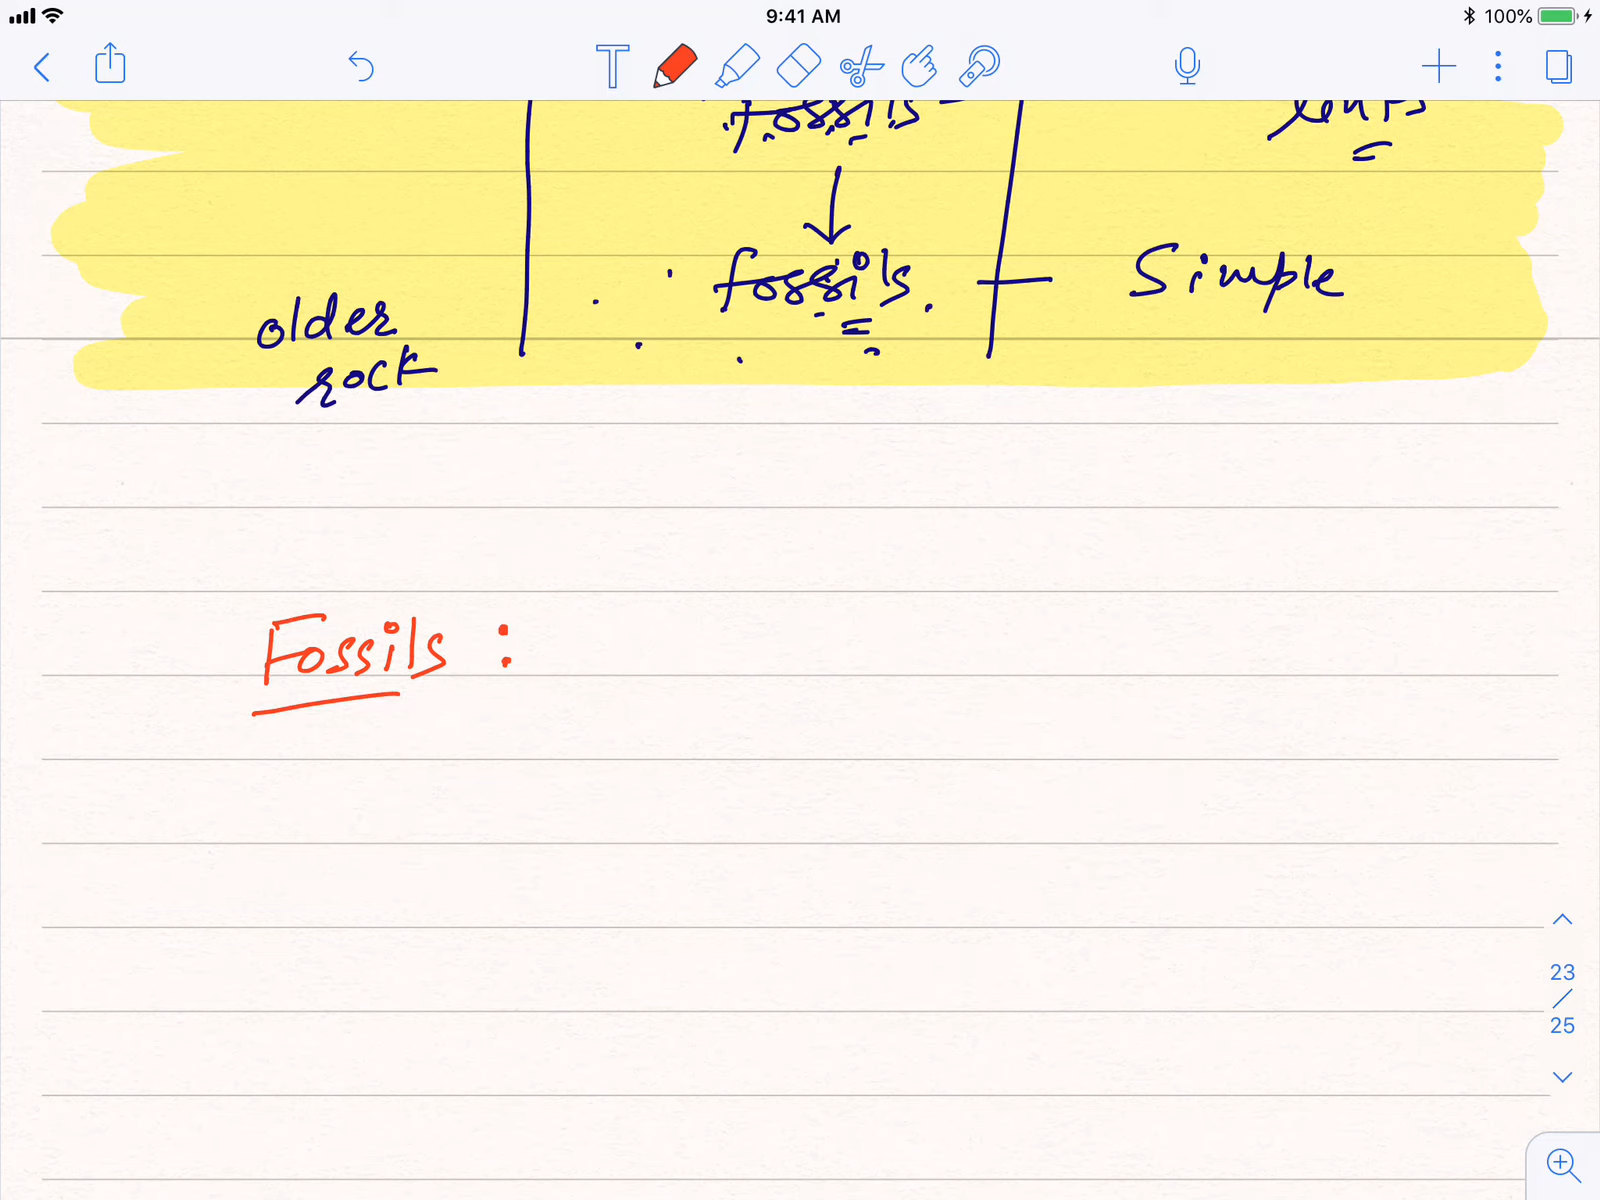 9:41 AM
100%
T
fossils
fossils. — Simple
older
rock
Fossils :
23
/
25